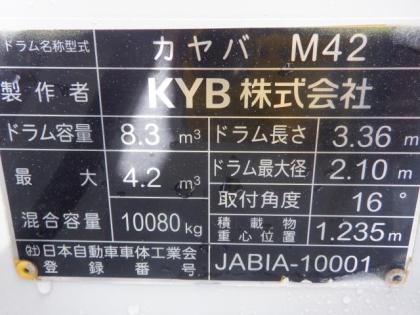 ドラム名称型式 カヤバ M42
製作者 KYB 株式会社
ドラム容量 8.3 m³ ドラム長さ 3.36 m
最大 4.2 m³ ドラム最大径 2.10 m
混合容量 10080 kg 取付角度 16°
積載物重心位置 1.235 m
㈳日本自動車車体工業会
登録番号 JABIA-10001